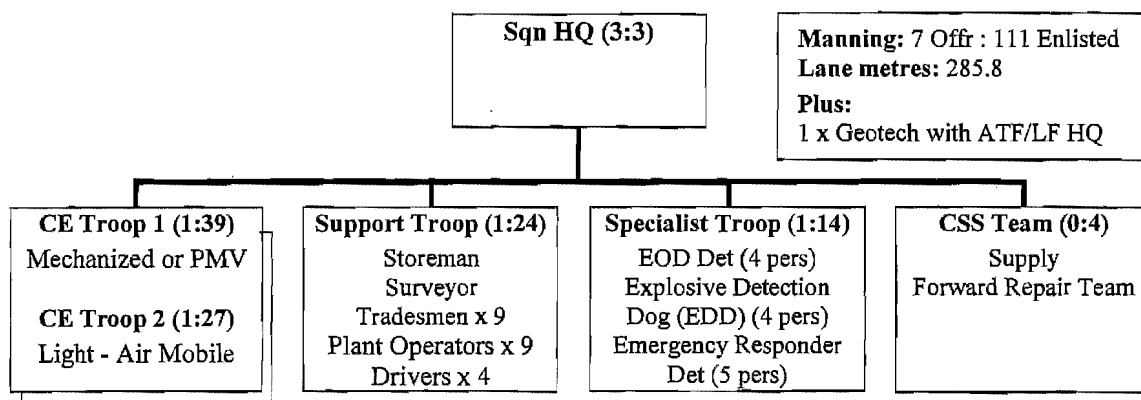 Sqn HQ (3:3)
Manning: 7 Offr : 111 Enlisted
Lane metres: 285.8
Plus:
1 x Geotech with ATF/LF HQ
CE Troop 1 (1:39)
Mechanized or PMV
CE Troop 2 (1:27)
Light - Air Mobile
Support Troop (1:24)
Storeman
Surveyor
Tradesmen x 9
Plant Operators x 9
Drivers x 4
Specialist Troop (1:14)
EOD Det (4 pers)
Explosive Detection
Dog (EDD) (4 pers)
Emergency Responder
Det (5 pers)
CSS Team (0:4)
Supply
Forward Repair Team